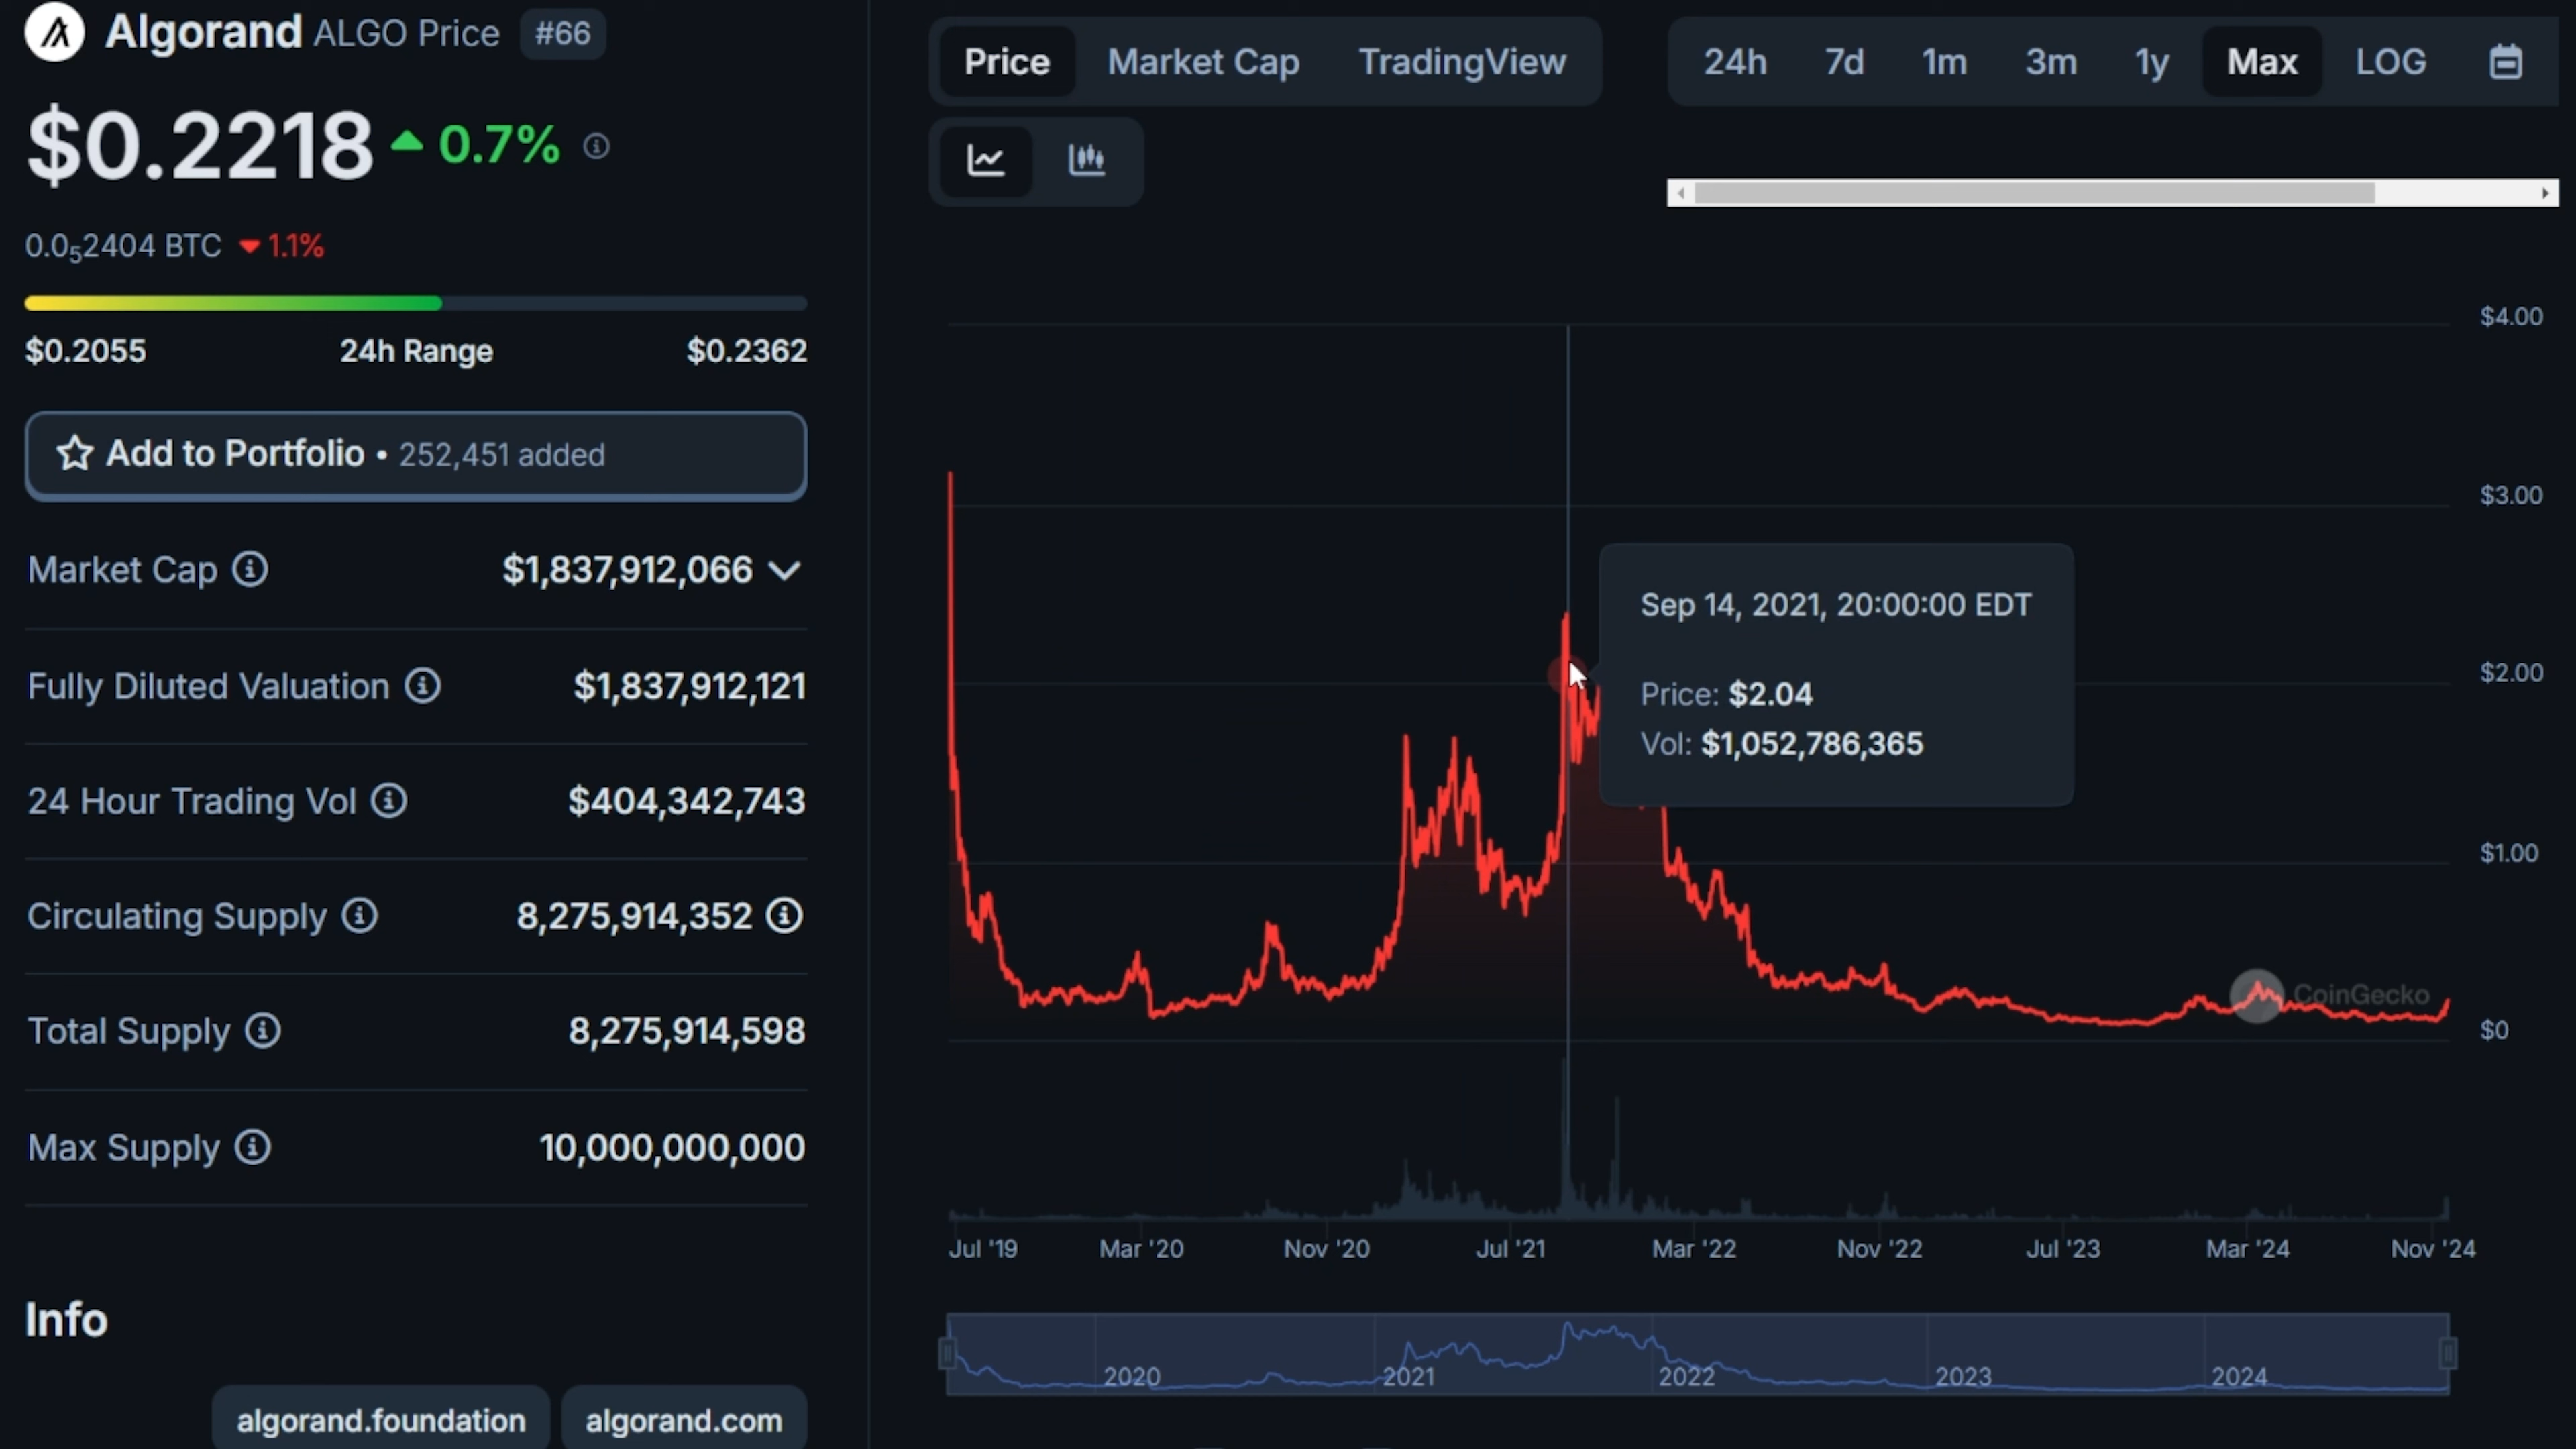 Algorand ALGO Price #66
$0.2218 0.7%
0.0₅2404 BTC 1.1%
$0.2055 24h Range $0.2362
Add to Portfolio • 252,451 added
Market Cap $1,837,912,066
Fully Diluted Valuation $1,837,912,121
24 Hour Trading Vol $404,342,743
Circulating Supply 8,275,914,352
Total Supply 8,275,914,598
Max Supply 10,000,000,000
Info
algorand.foundation algorand.com
Price Market Cap TradingView
24h 7d 1m 3m 1y Max LOG
$4.00
$3.00
$2.00
$1.00
$0
Sep 14, 2021, 20:00:00 EDT
Price: $2.04
Vol: $1,052,786,365
CoinGecko
Jul '19 Mar '20 Nov '20 Jul '21 Mar '22 Nov '22 Jul '23 Mar '24 Nov '24
2020 2021 2022 2023 2024